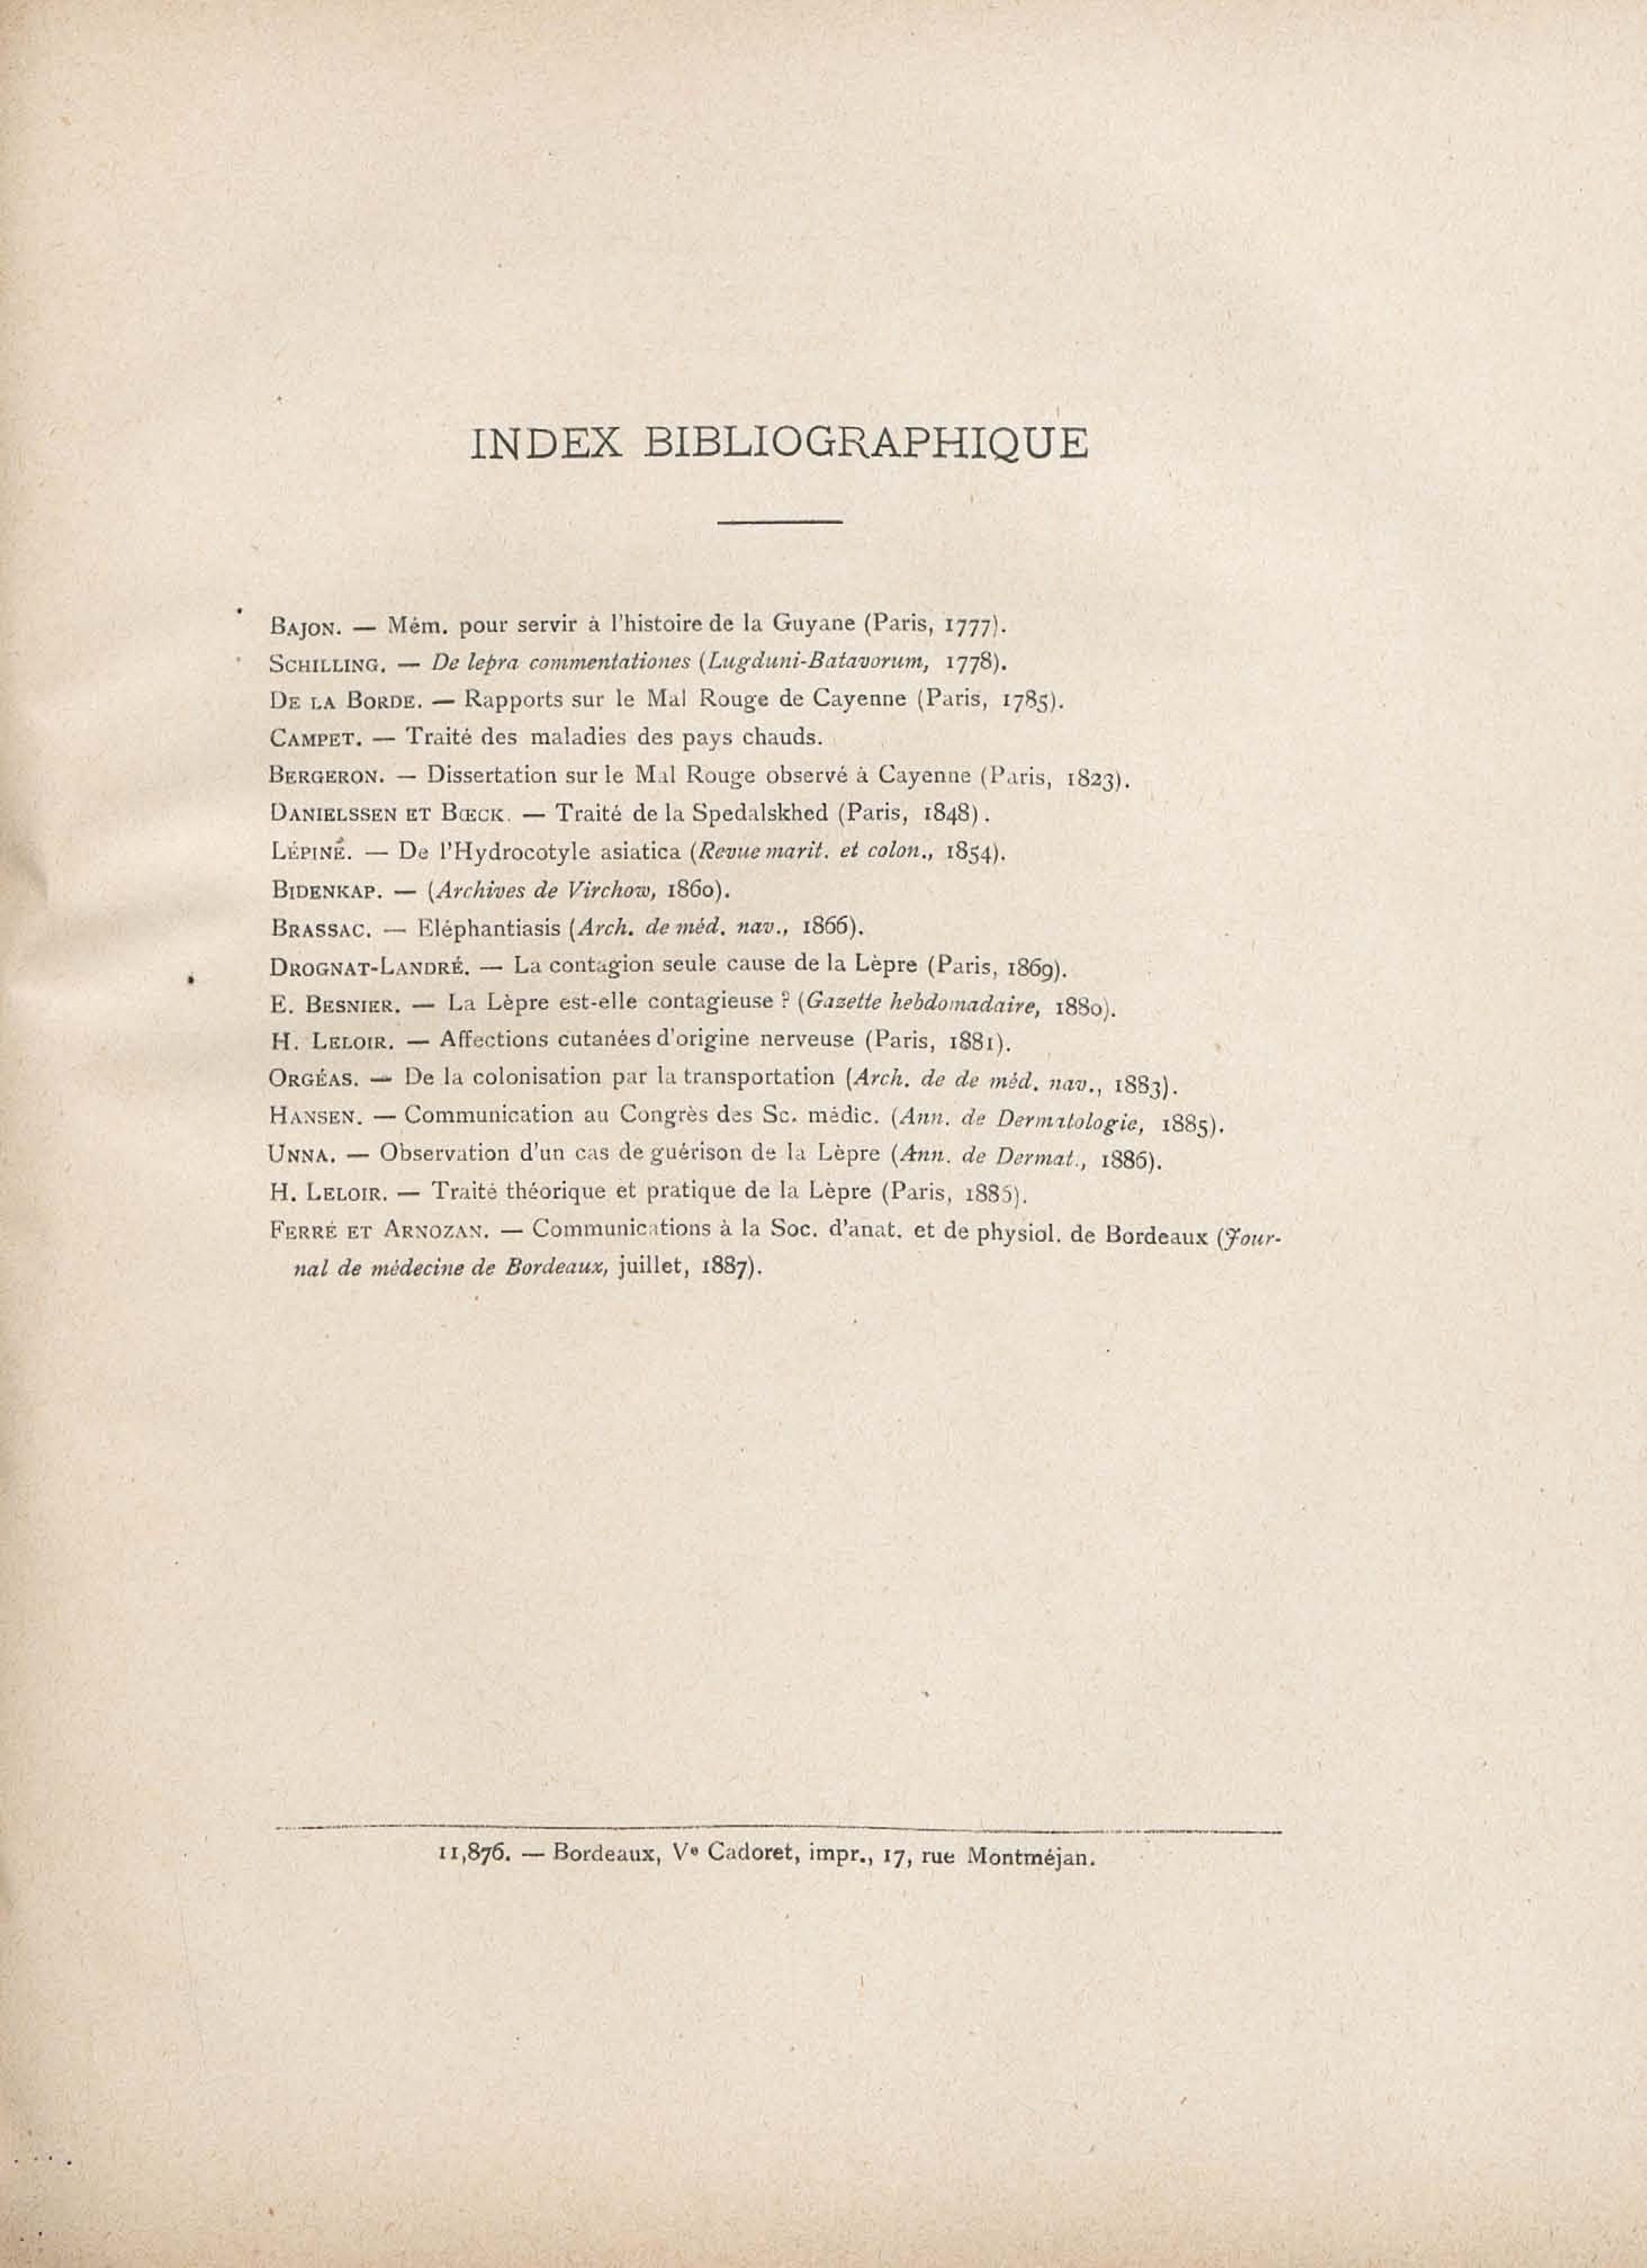 INDEX BIBLIOGRAPHIQUE
BAJON. — Mém. pour servir à l'histoire de la Guyane (Paris, 1777).
SCHILLING. — De lepra commentationes (Lugduni-Batavorum, 1778).
DE LA BORDE. — Rapports sur le Mal Rouge de Cayenne (Paris, 1785).
CAMPET. — Traité des maladies des pays chauds.
BERGERON. — Dissertation sur le Mal Rouge observé à Cayenne (Paris, 1823).
DANIELSSEN ET BŒCK. — Traité de la Spedalskhed (Paris, 1848).
LÉPINÉ. — De l'Hydrocotyle asiatica (Revue marit. et colon., 1854).
BIDENKAP. — (Archives de Virchow, 1860).
BRASSAC. — Eléphantiasis (Arch. de méd. nav., 1866).
DROGNAT-LANDRÉ. — La contagion seule cause de la Lèpre (Paris, 1869).
E. BESNIER. — La Lèpre est-elle contagieuse ? (Gazette hebdomadaire, 1880).
H. LELOIR. — Affections cutanées d'origine nerveuse (Paris, 1881).
ORGÉAS. — De la colonisation par la transportation (Arch. de de méd. nav., 1883).
HANSEN. — Communication au Congrès des Sc. médic. (Ann. de Dermatologie, 1885).
UNNA. — Observation d'un cas de guérison de la Lèpre (Ann. de Dermat., 1886).
H. LELOIR. — Traité théorique et pratique de la Lèpre (Paris, 1886).
FERRÉ ET ARNOZAN. — Communications à la Soc. d'anat. et de physiol. de Bordeaux (Jour-
nal de médecine de Bordeaux, juillet, 1887).
11,876. — Bordeaux, Vᵉ Cadoret, impr., 17, rue Montméjan.